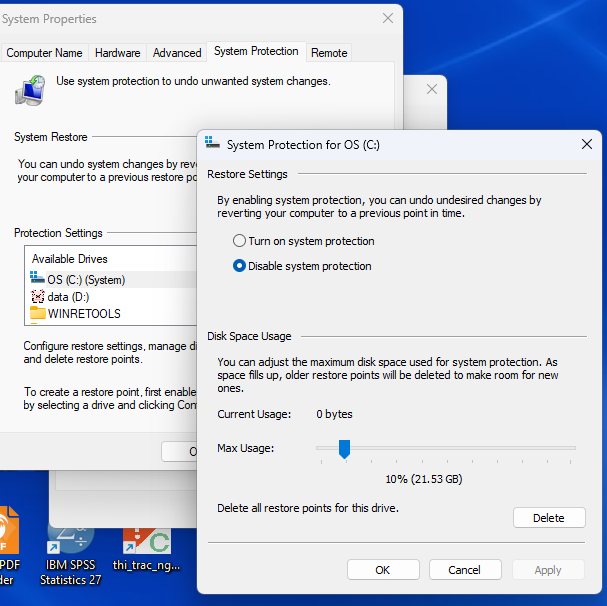 System Properties
Computer Name
Hardware
Advanced
System Protection
Remote
Use system protection to undo unwanted system changes.
System Restore
You can undo system changes by reve
your computer to a previous restore po
Protection Settings
Available Drives
OS (C:) (System)
data (D:)
WINRETOOLS
Configure restore settings, manage di
and delete restore points.
To create a restore point, first enable
by selecting a drive and clicking Con
O
System Protection for OS (C:)
Restore Settings
By enabling system protection, you can undo undesired changes by
reverting your computer to a previous point in time.
Turn on system protection
Disable system protection
Disk Space Usage
You can adjust the maximum disk space used for system protection. As
space fills up, older restore points will be deleted to make room for new
ones.
Current Usage: 0 bytes
Max Usage:
10% (21.53 GB)
Delete all restore points for this drive.
Delete
OK
Cancel
Apply
F
PDF
der
IBM SPSS
Statistics 27
C
thi_trac_ng...